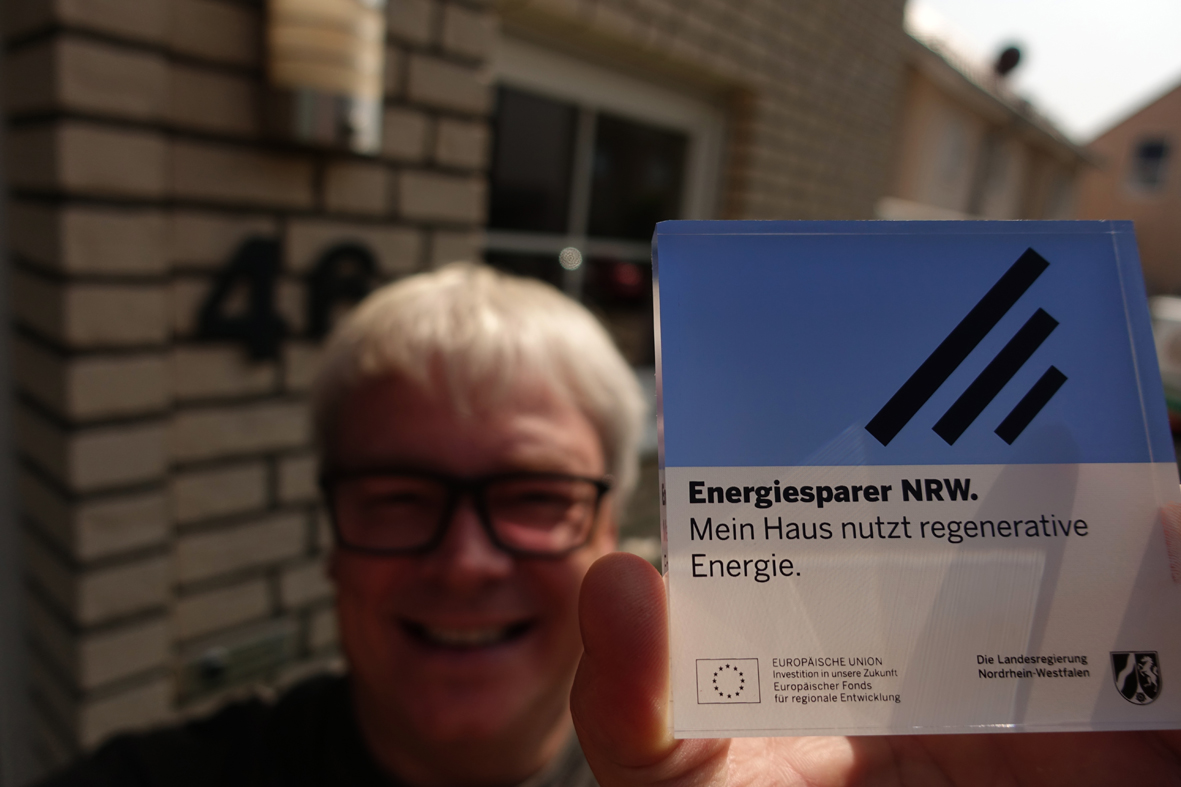 Energiesparer NRW.
Mein Haus nutzt regenerative
Energie.
EUROPÄISCHE UNION
Investition in unsere Zukunft
Europäischer Fonds
für regionale Entwicklung
Die Landesregierung
Nordrhein-Westfalen